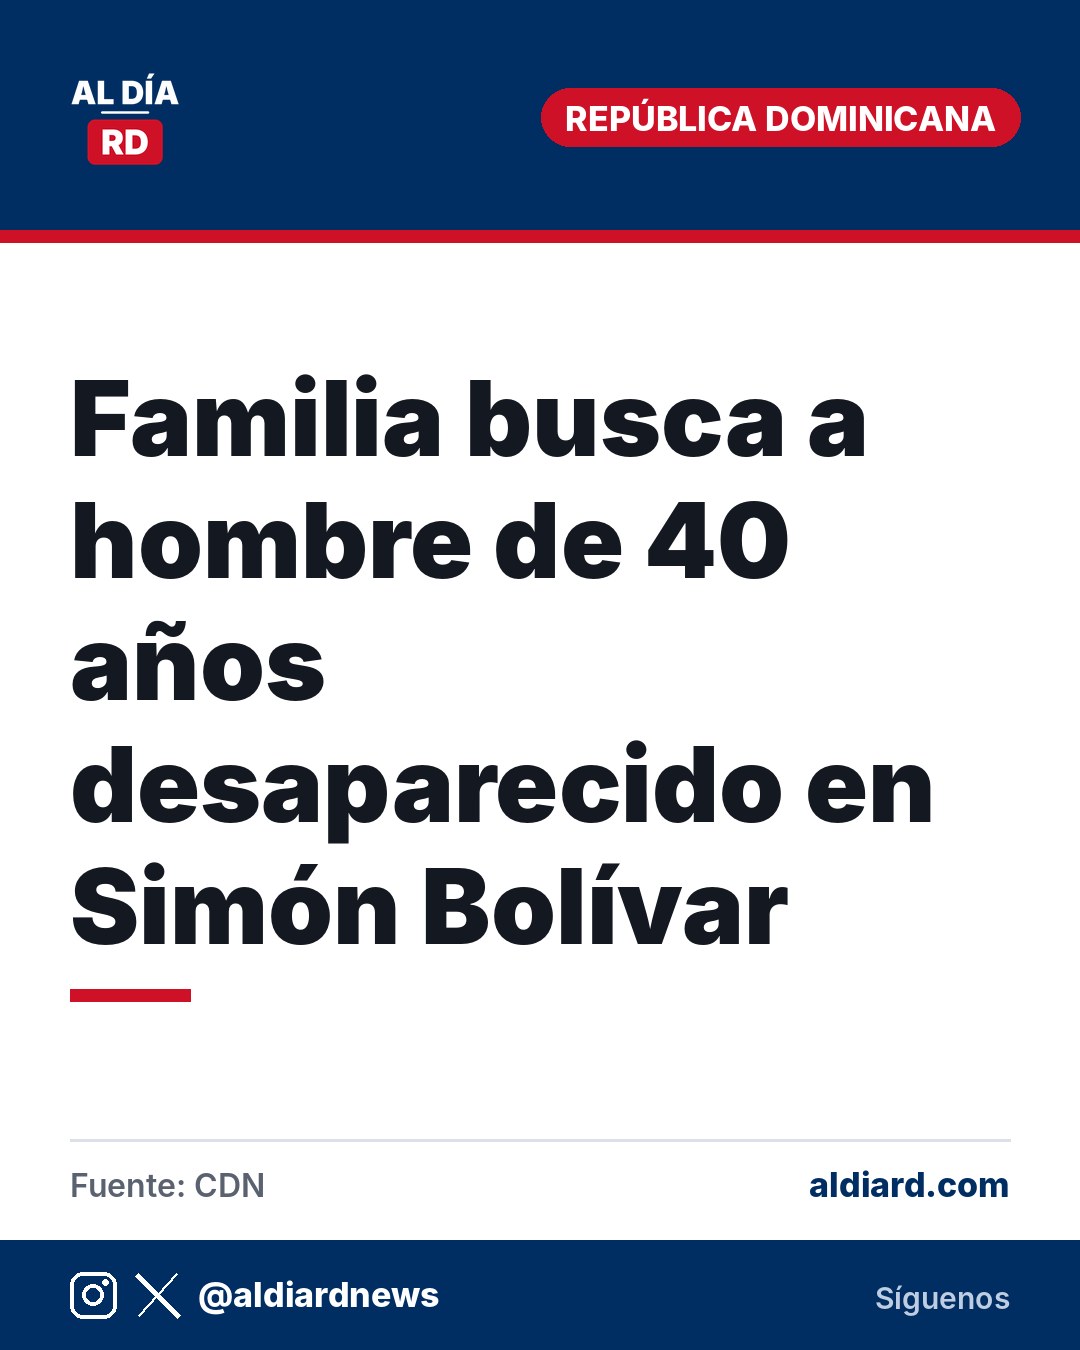 AL DÍA
RD
REPÚBLICA DOMINICANA
Familia busca a
hombre de 40
años
desaparecido en
Simón Bolívar
Fuente: CDN
aldiard.com
@aldiardnews
Síguenos